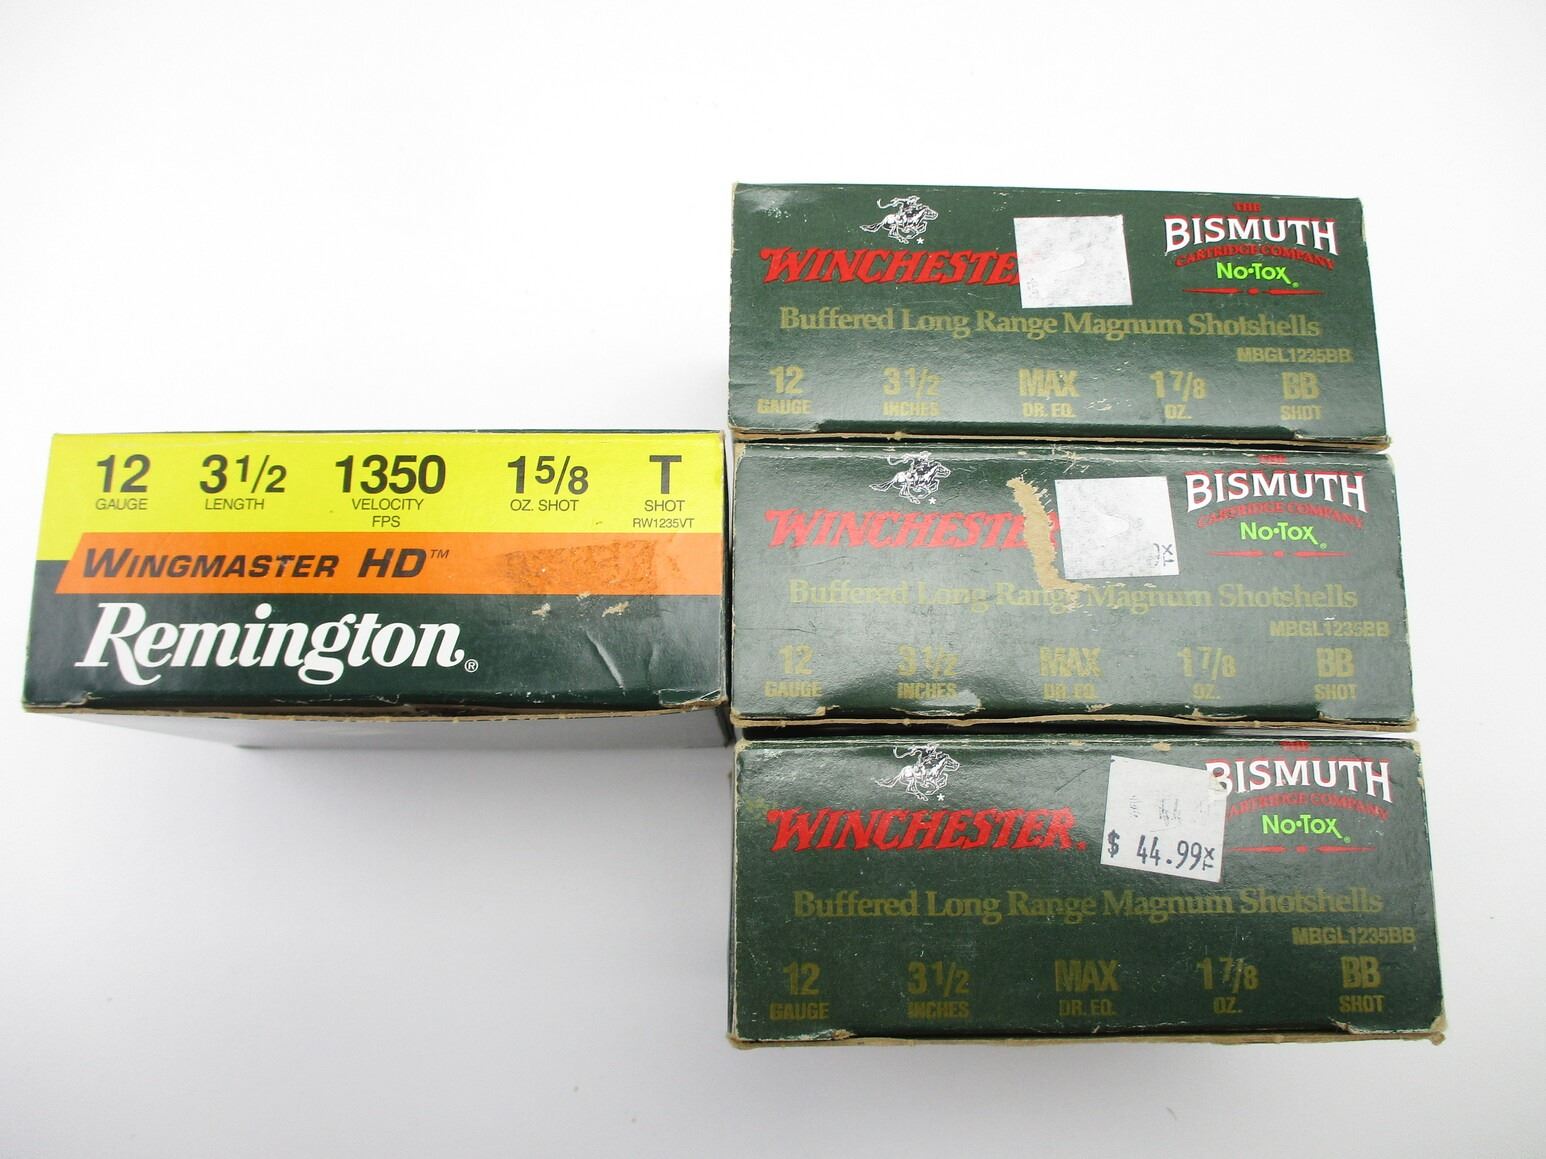 12 3 1/2 1350 1 5/8 T
GAUGE LENGTH VELOCITY FPS OZ. SHOT SHOT
RW1235VT
WINGMASTER HD™
Remington®
THE
BISMUTH
CARTRIDGE COMPANY
No•Tox®
WINCHESTER
Buffered Long Range Magnum Shotshells
MBGL1235BB
12 3 1/2 MAX 1 7/8 BB
GAUGE INCHES DR. EQ. OZ. SHOT
THE
BISMUTH
CARTRIDGE COMPANY
No•Tox®
WINCHESTER
Buffered Long Range Magnum Shotshells
MBGL1235BB
12 3 1/2 MAX 1 7/8 BB
GAUGE INCHES DR. EQ. OZ. SHOT
THE
BISMUTH
CARTRIDGE COMPANY
No•Tox®
WINCHESTER.
$ 44.99
Buffered Long Range Magnum Shotshells
MBGL1235BB
12 3 1/2 MAX 1 7/8 BB
GAUGE INCHES DR. EQ. OZ. SHOT